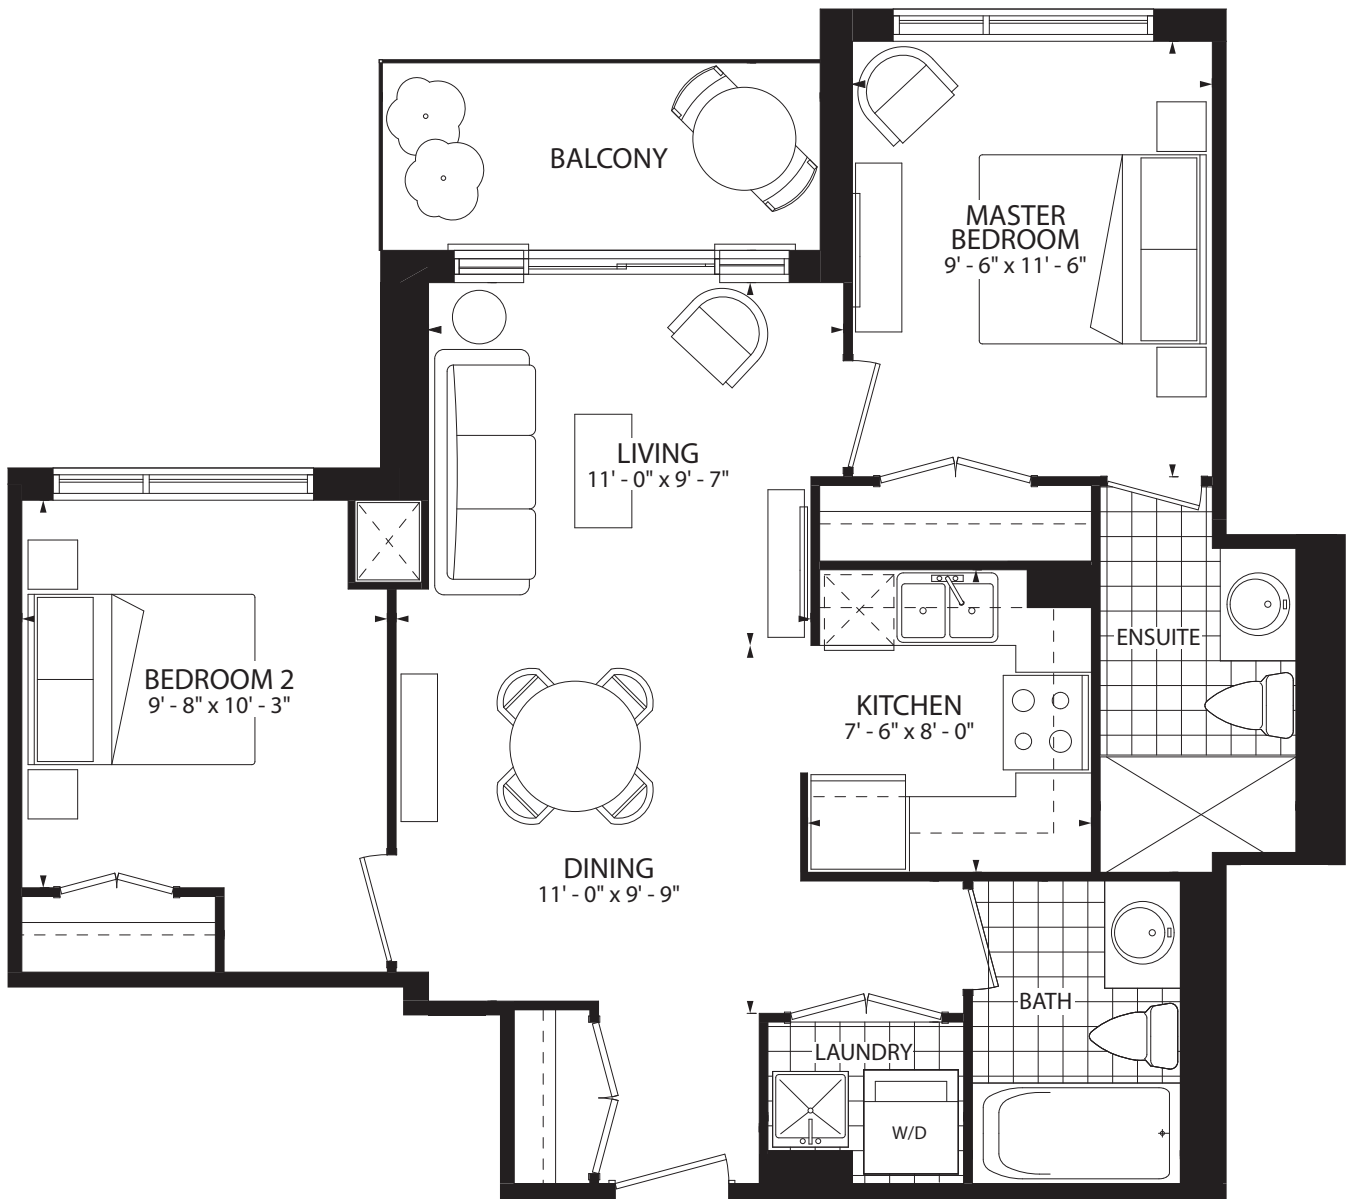 BALCONY
MASTER
BEDROOM
9' - 6" x 11' - 6"
LIVING
11' - 0" x 9' - 7"
ENSUITE
BEDROOM 2
9' - 8" x 10' - 3"
KITCHEN
7' - 6" x 8' - 0"
DINING
11' - 0" x 9' - 9"
BATH
LAUNDRY
W/D